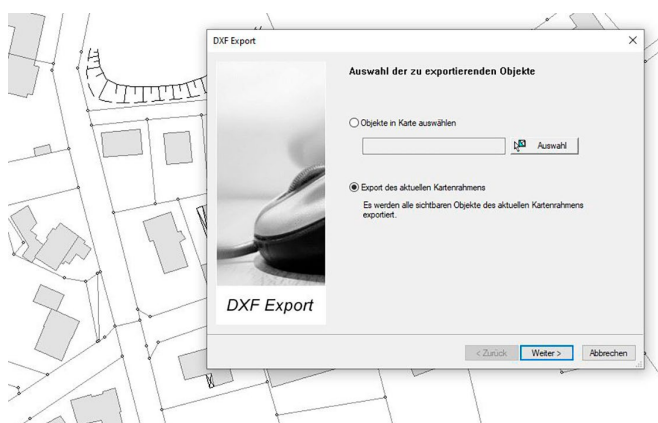 DXF Export
Auswahl der zu exportierenden Objekte
Objekte in Karte auswählen
Auswahl
Export des aktuellen Kartenrahmens
Es werden alle sichtbaren Objekte des aktuellen Kartenrahmens
exportiert.
DXF Export
< Zurück
Weiter >
Abbrechen